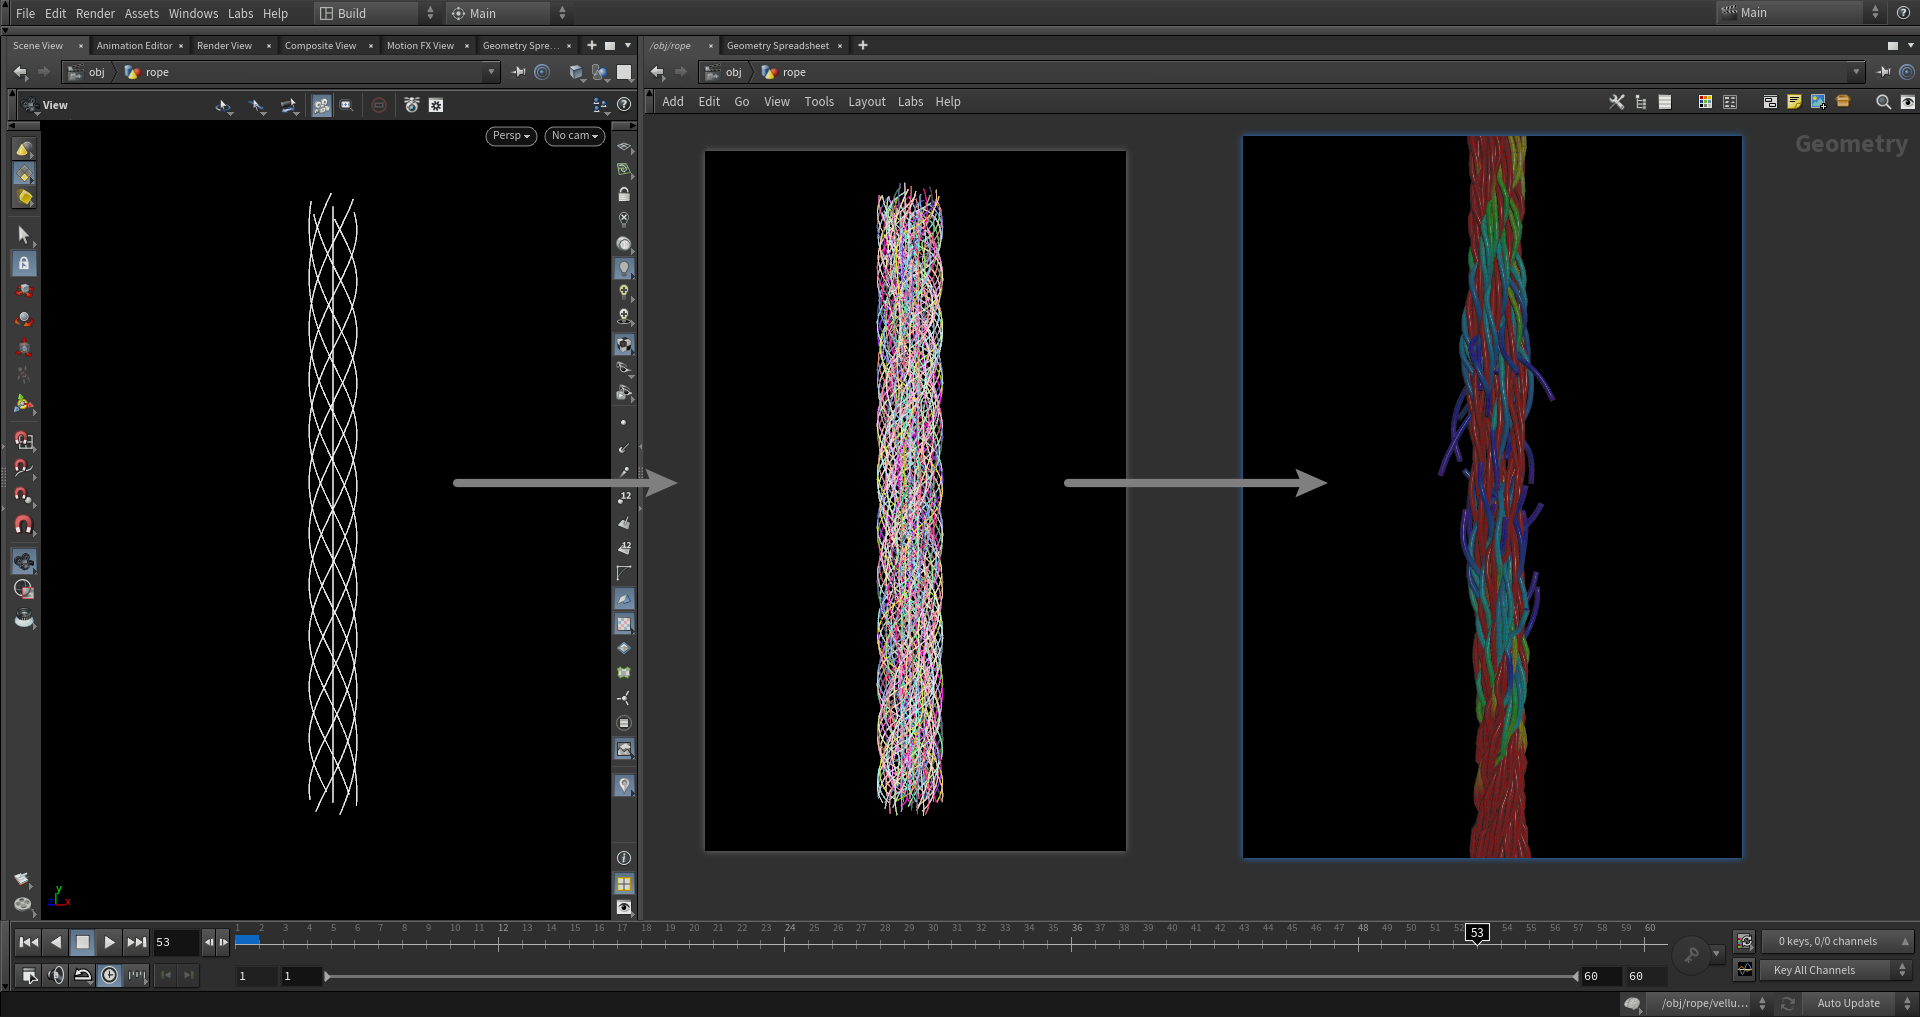 File Edit Render Assets Windows Labs Help Build Main Main
Scene View Animation Editor Render View Composite View Motion FX View Geometry Spre... /obj/rope Geometry Spreadsheet
obj rope obj rope
View Add Edit Go View Tools Layout Labs Help
Persp No cam
Geometry
12
12
y
x
53 1 2 3 4 5 6 7 8 9 10 11 12 13 14 15 16 17 18 19 20 21 22 23 24 25 26 27 28 29 30 31 32 33 34 35 36 37 38 39 40 41 42 43 44 45 46 47 48 49 50 51 52 53 54 55 56 57 58 59 60 0 keys, 0/0 channels
1 1 60 60 Key All Channels
/obj/rope/vellu... Auto Update